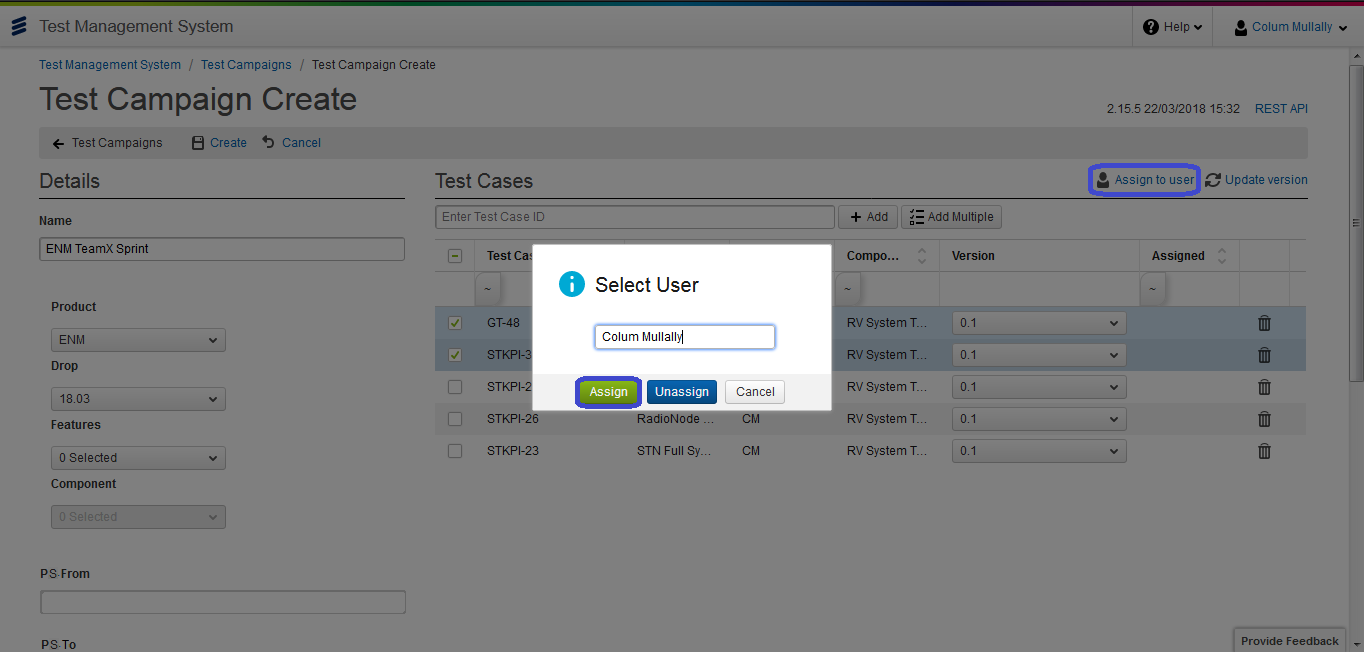 Test Management System
Help
Colum Mullally
Test Management System / Test Campaigns / Test Campaign Create
Test Campaign Create
2.15.5 22/03/2018 15:32 REST API
Test Campaigns Create Cancel
Details
Name
ENM TeamX Sprint
Product
ENM
Drop
18.03
Features
0 Selected
Component
0 Selected
PS-From
PS-To
Test Cases
Assign to user Update version
Enter Test Case ID Add Add Multiple
Test Cas Compo... Version Assigned
~ ~ ~
GT-48 RV System T... 0.1
STKPI-3 RV System T... 0.1
STKPI-2 RV System T... 0.1
STKPI-26 RadioNode ... CM RV System T... 0.1
STKPI-23 STN Full Sy... CM RV System T... 0.1
Select User
Colum Mullally
Assign Unassign Cancel
Provide Feedback